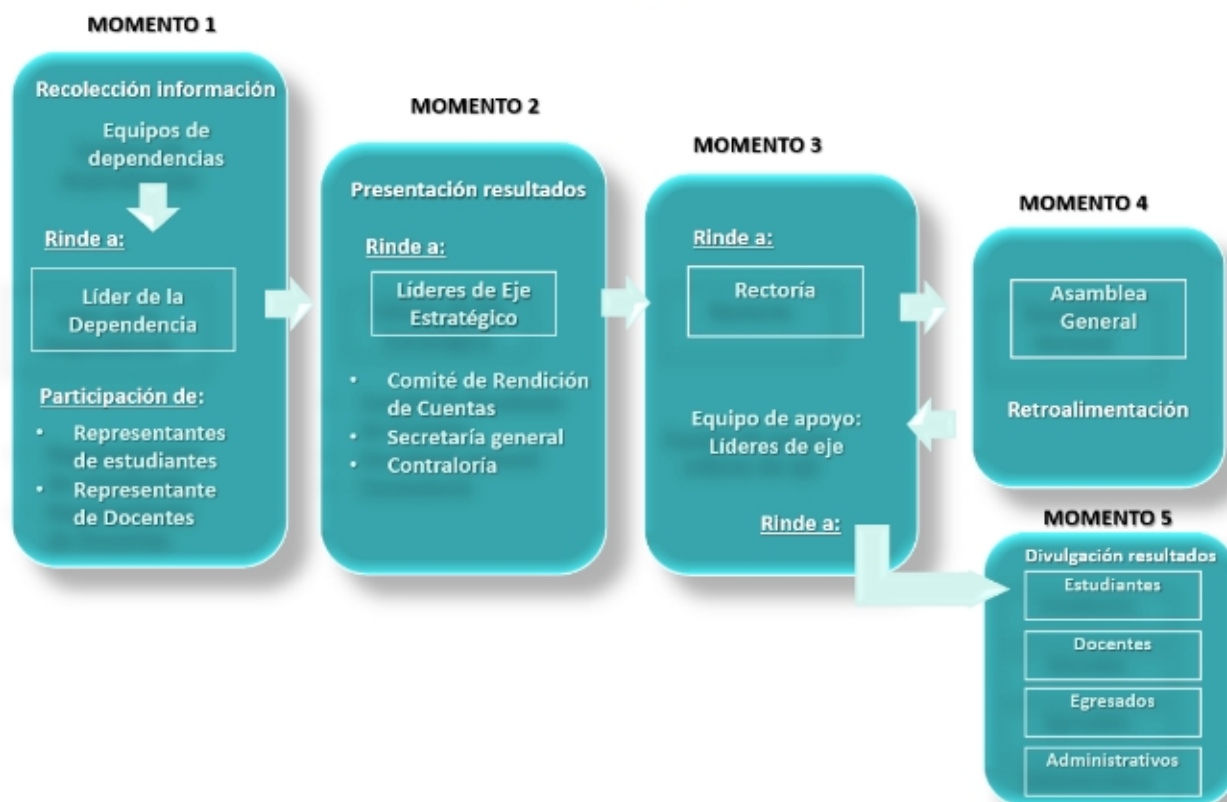 MOMENTO 1
Recolección información
Equipos de
dependencias
Rinde a:
Líder de la
Dependencia
Participación de:
• Representantes
de estudiantes
• Representante
de Docentes
MOMENTO 2
Presentación resultados
Rinde a:
Líderes de Eje
Estratégico
• Comité de Rendición
de Cuentas
• Secretaría general
• Contraloría
MOMENTO 3
Rinde a:
Rectoría
Equipo de apoyo:
Líderes de eje
Rinde a:
MOMENTO 4
Asamblea
General
Retroalimentación
MOMENTO 5
Divulgación resultados
Estudiantes
Docentes
Egresados
Administrativos